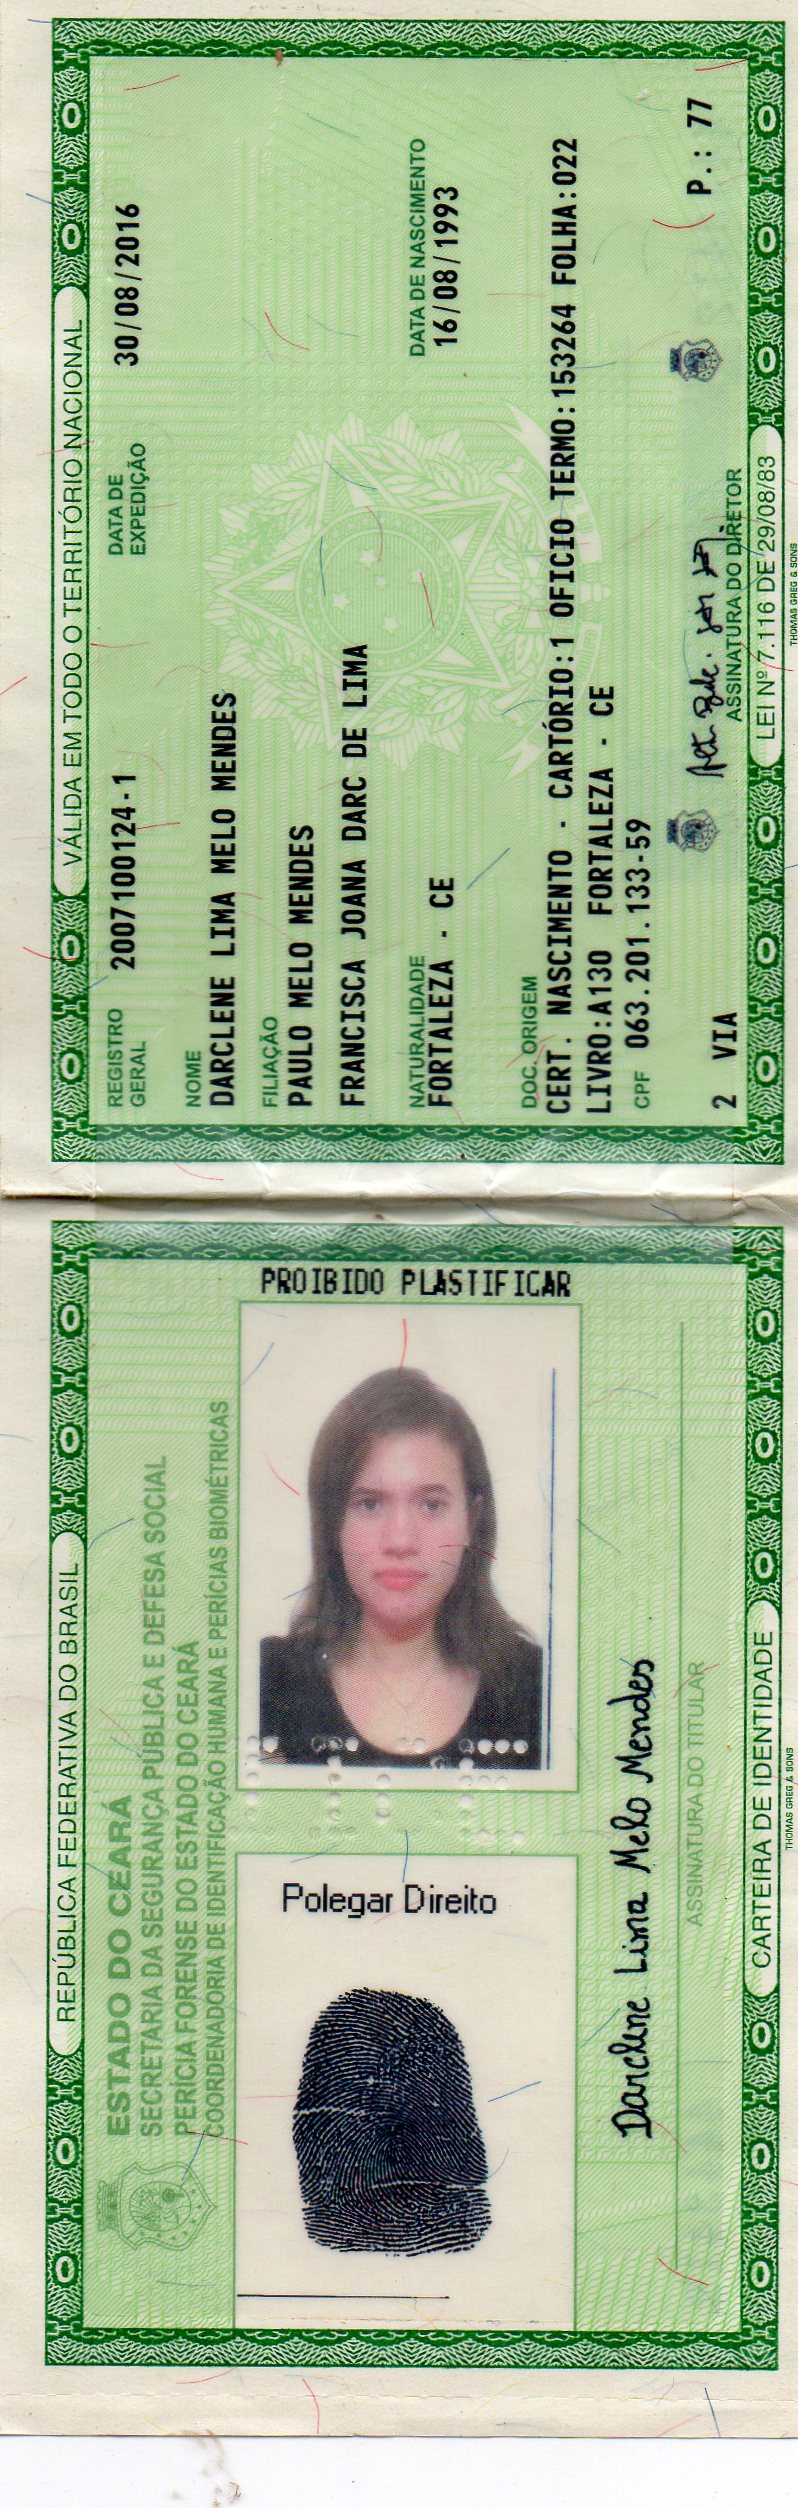 VÁLIDA EM TODO O TERRITÓRIO NACIONAL
REGISTRO GERAL 2007100124-1 DATA DE EXPEDIÇÃO 30/08/2016
NOME
DARCLENE LIMA MELO MENDES
FILIAÇÃO
PAULO MELO MENDES
FRANCISCA JOANA DARC DE LIMA
NATURALIDADE DATA DE NASCIMENTO
FORTALEZA - CE 16/08/1993
DOC. ORIGEM
CERT. NASCIMENTO - CARTÓRIO:1 OFICIO TERMO:153264 FOLHA:022
LIVRO:A130 FORTALEZA - CE
CPF 063.201.133-59
2 VIA P.: 77
ASSINATURA DO DIRETOR
LEI Nº 7.116 DE 29/08/83
THOMAS GREG & SONS
REPÚBLICA FEDERATIVA DO BRASIL
ESTADO DO CEARÁ
SECRETARIA DA SEGURANÇA PÚBLICA E DEFESA SOCIAL
PERÍCIA FORENSE DO ESTADO DO CEARÁ
COORDENADORIA DE IDENTIFICAÇÃO HUMANA E PERÍCIAS BIOMÉTRICAS
PROIBIDO PLASTIFICAR
Polegar Direito
Darclene Lima Melo Mendes
ASSINATURA DO TITULAR
CARTEIRA DE IDENTIDADE
THOMAS GREG & SONS